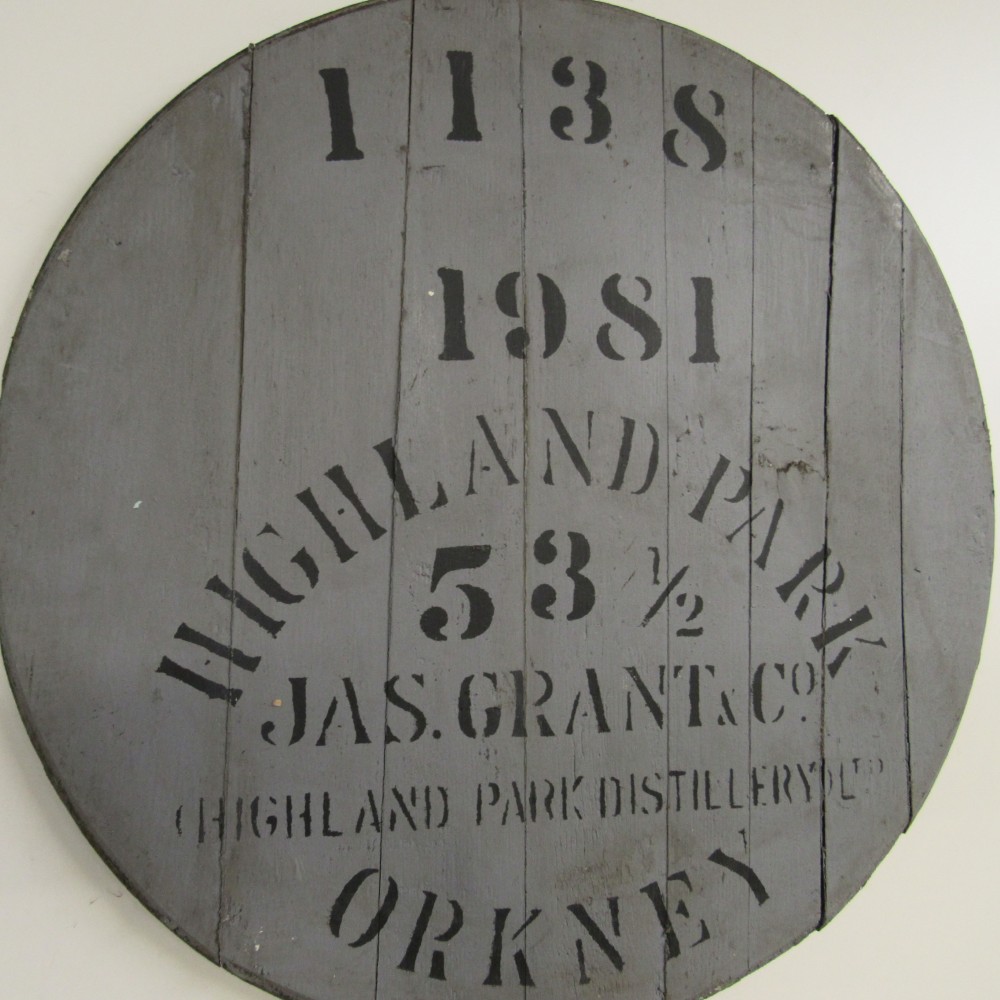 1138
1981
HIGHLAND PARK
53 1/2
JAS. GRANT & Cº.
(HIGHLAND PARK DISTILLERY) LTD
ORKNEY